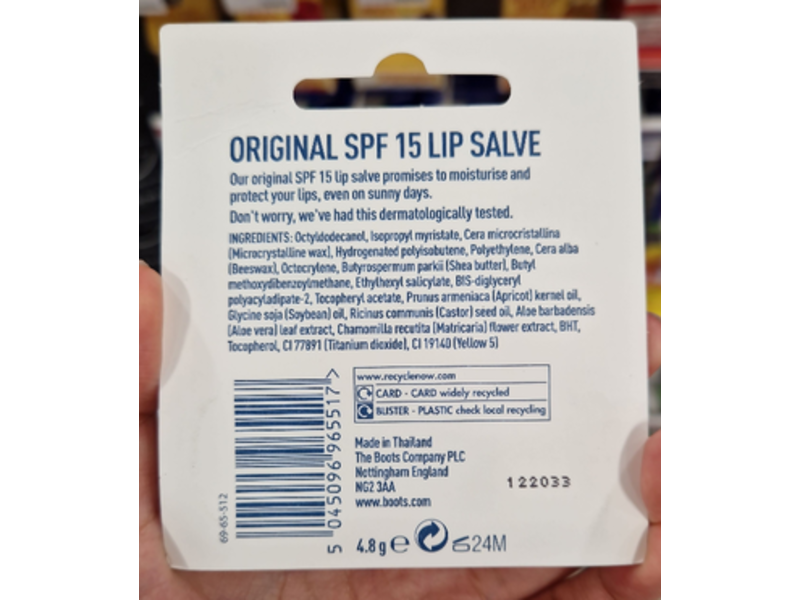 ORIGINAL SPF 15 LIP SALVE
Our original SPF 15 lip salve promises to moisturise and
protect your lips, even on sunny days.
Don't worry, we've had this dermatologically tested.
INGREDIENTS: Octyldodecanol, Isopropyl myristate, Cera microcristallina
(Microcrystalline wax), Hydrogenated polyisobutene, Polyethylene, Cera alba
(Beeswax), Octocrylene, Butyrospermum parkii (Shea butter), Butyl
methoxydibenzoylmethane, Ethylhexyl salicylate, BIS-diglyceryl
polyacyladipate-2, Tocopheryl acetate, Prunus armeniaca (Apricot) kernel oil,
Glycine soja (Soybean) oil, Ricinus communis (Castor) seed oil, Aloe barbadensis
(Aloe vera) leaf extract, Chamomilla recutita (Matricaria) flower extract, BHT,
Tocopherol, CI 77891 (Titanium dioxide), CI 19140 (Yellow 5)
www.recyclenow.com
CARD - CARD widely recycled
BLISTER - PLASTIC check local recycling
Made in Thailand
The Boots Company PLC
Nottingham England
NG2 3AA
www.boots.com
122033
69-65-512
5 045096 965517 >
4.8 g e 24M